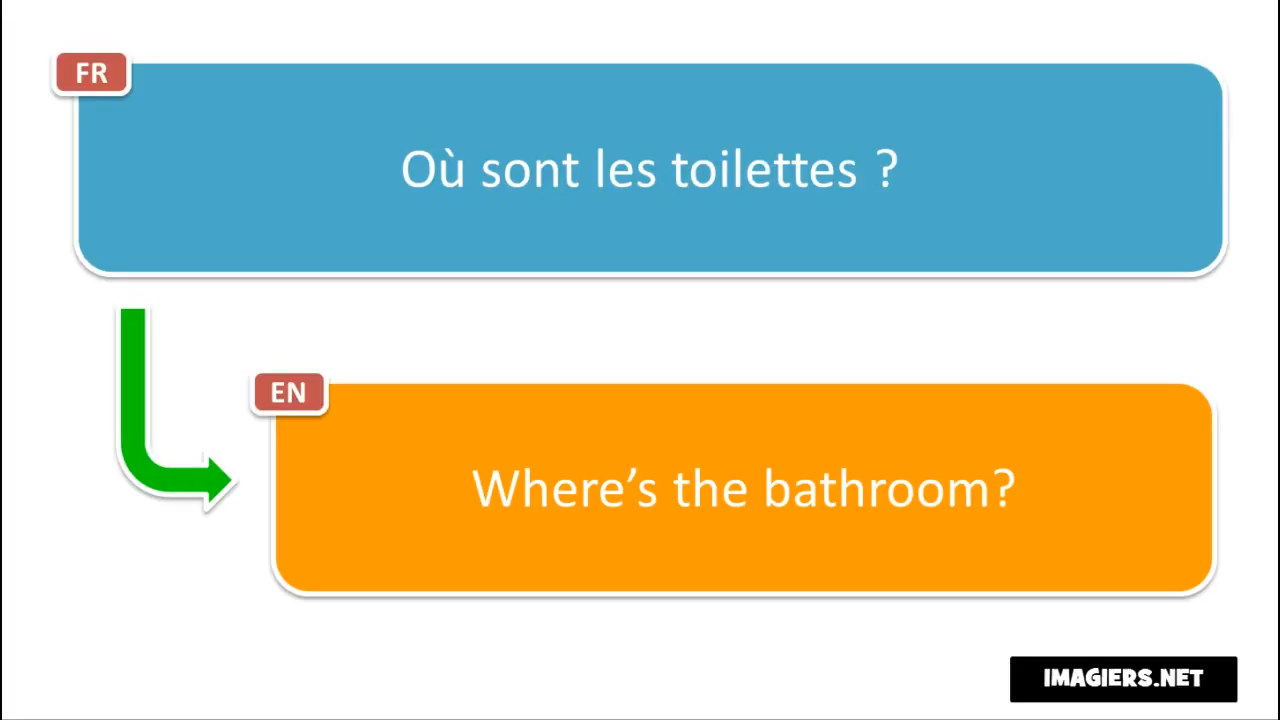 FR
Où sont les toilettes ?
EN
Where’s the bathroom?
IMAGIERS.NET